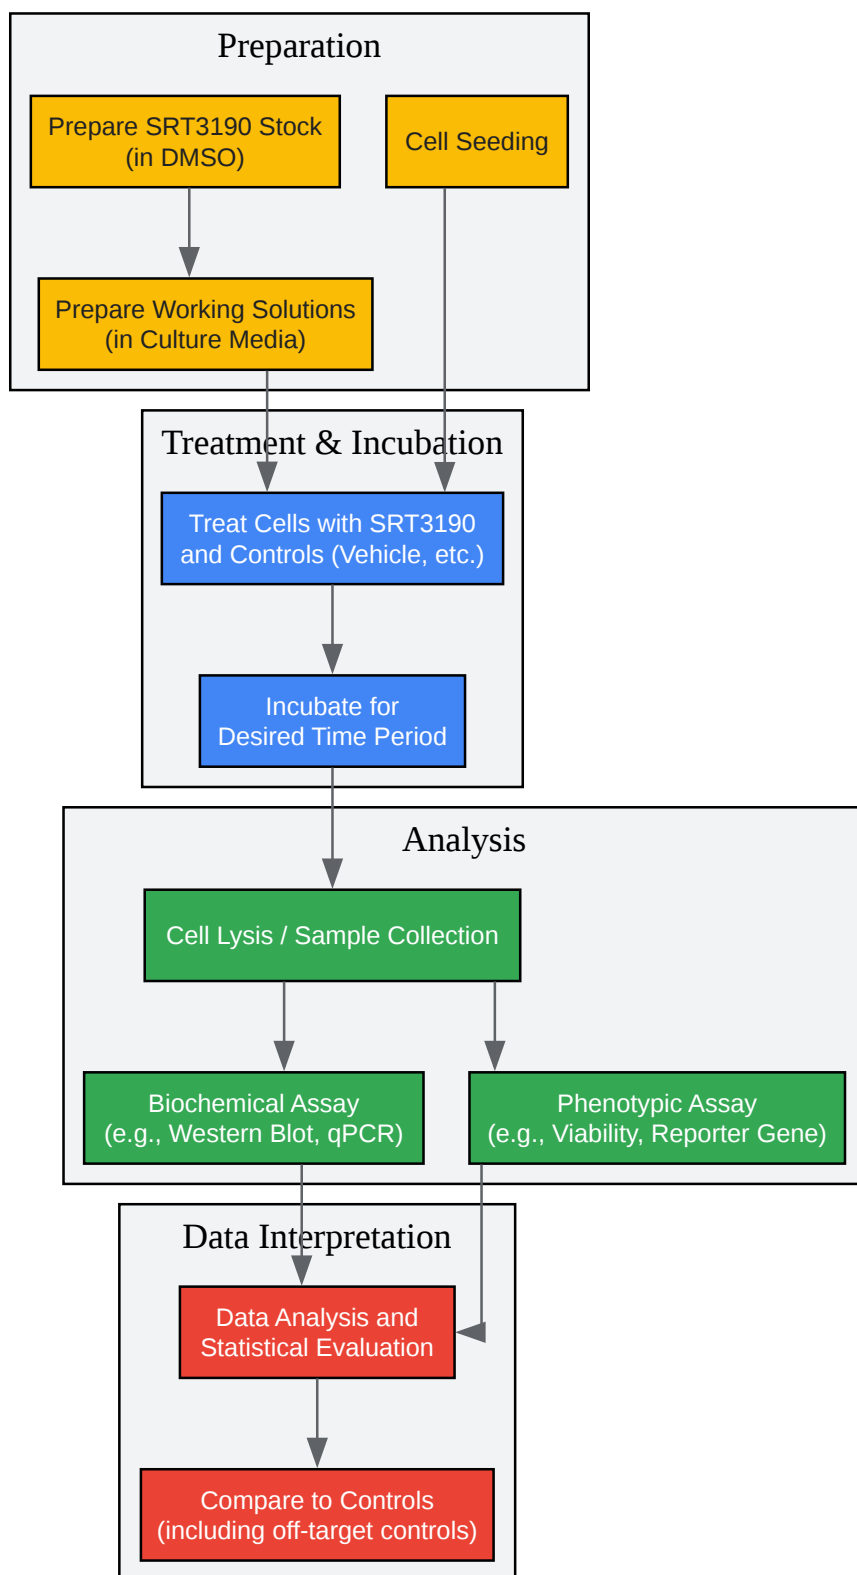 Preparation
Prepare SRT3190 Stock
(in DMSO)
Cell Seeding
Prepare Working Solutions
(in Culture Media)
Treatment & Incubation
Treat Cells with SRT3190
and Controls (Vehicle, etc.)
Incubate for
Desired Time Period
Analysis
Cell Lysis / Sample Collection
Biochemical Assay
(e.g., Western Blot, qPCR)
Phenotypic Assay
(e.g., Viability, Reporter Gene)
Data Interpretation
Data Analysis and
Statistical Evaluation
Compare to Controls
(including off-target controls)